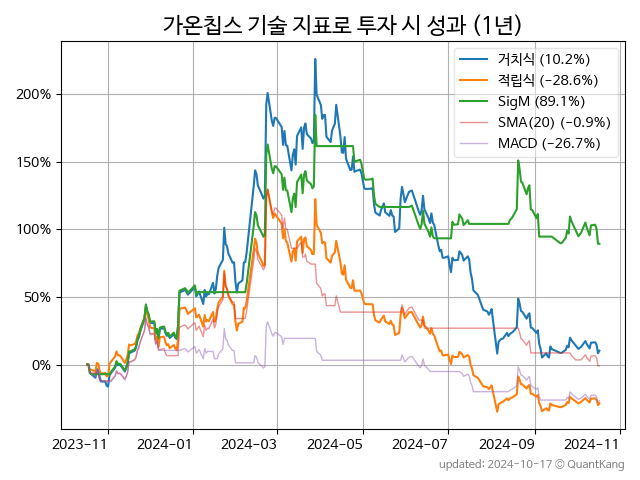 가온칩스 기술 지표로 투자 시 성과 (1년)
거치식 (10.2%)
적립식 (-28.6%)
SigM (89.1%)
SMA(20) (-0.9%)
MACD (-26.7%)
200%
150%
100%
50%
0%
2023-11 2024-01 2024-03 2024-05 2024-07 2024-09 2024-11
updated: 2024-10-17 © QuantKang